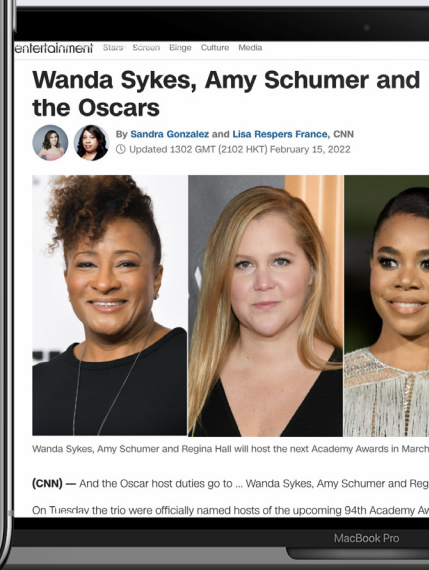 entertainment Stars Screen Binge Culture Media
Wanda Sykes, Amy Schumer and
the Oscars
By Sandra Gonzalez and Lisa Respers France, CNN
Updated 1302 GMT (2102 HKT) February 15, 2022
Wanda Sykes, Amy Schumer and Regina Hall will host the next Academy Awards in March
(CNN) — And the Oscar host duties go to ... Wanda Sykes, Amy Schumer and Reg
On Tuesday the trio were officially named hosts of the upcoming 94th Academy Aw
MacBook Pro